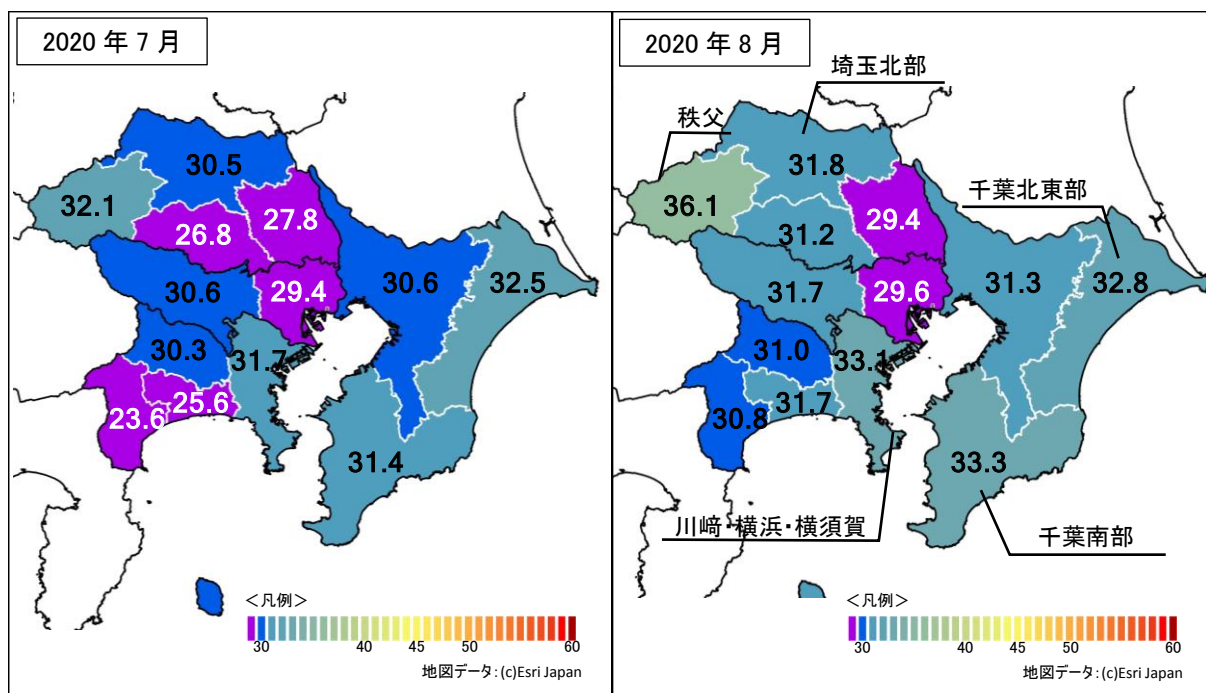 2020 年 7 月
30.5
32.1
27.8
26.8
30.6
29.4
30.6
32.5
30.3
31.7
25.6
23.6
31.4
<凡例>
30 40 45 50 60
地図データ：(c)Esri Japan
2020 年 8 月
埼玉北部
秩父
31.8
36.1
千葉北東部
29.4
31.2
31.7
29.6
31.3
32.8
31.0
33.1
31.7
30.8
33.3
川﨑・横浜・横須賀
千葉南部
<凡例>
30 40 45 50 60
地図データ：(c)Esri Japan